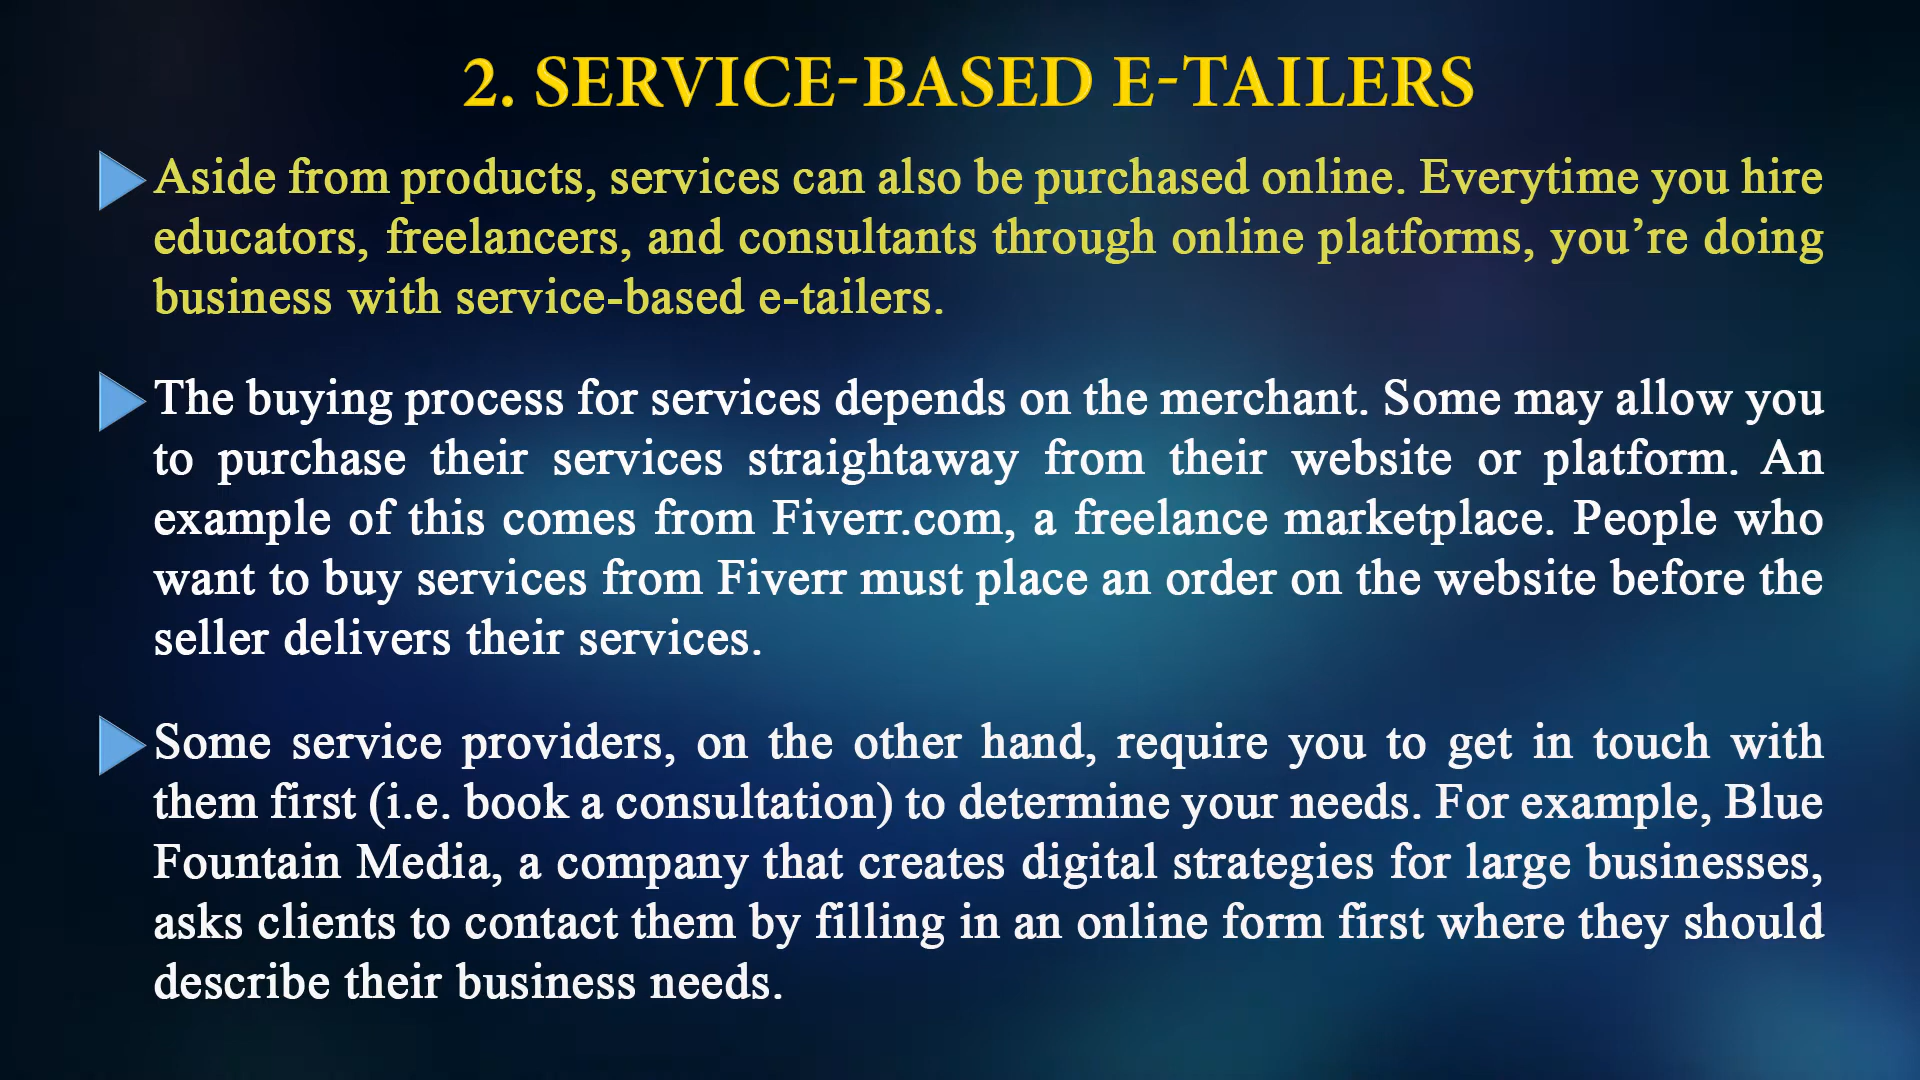 2. SERVICE-BASED E-TAILERS
Aside from products, services can also be purchased online. Everytime you hire
educators, freelancers, and consultants through online platforms, you’re doing
business with service-based e-tailers.
The buying process for services depends on the merchant. Some may allow you
to purchase their services straightaway from their website or platform. An
example of this comes from Fiverr.com, a freelance marketplace. People who
want to buy services from Fiverr must place an order on the website before the
seller delivers their services.
Some service providers, on the other hand, require you to get in touch with
them first (i.e. book a consultation) to determine your needs. For example, Blue
Fountain Media, a company that creates digital strategies for large businesses,
asks clients to contact them by filling in an online form first where they should
describe their business needs.